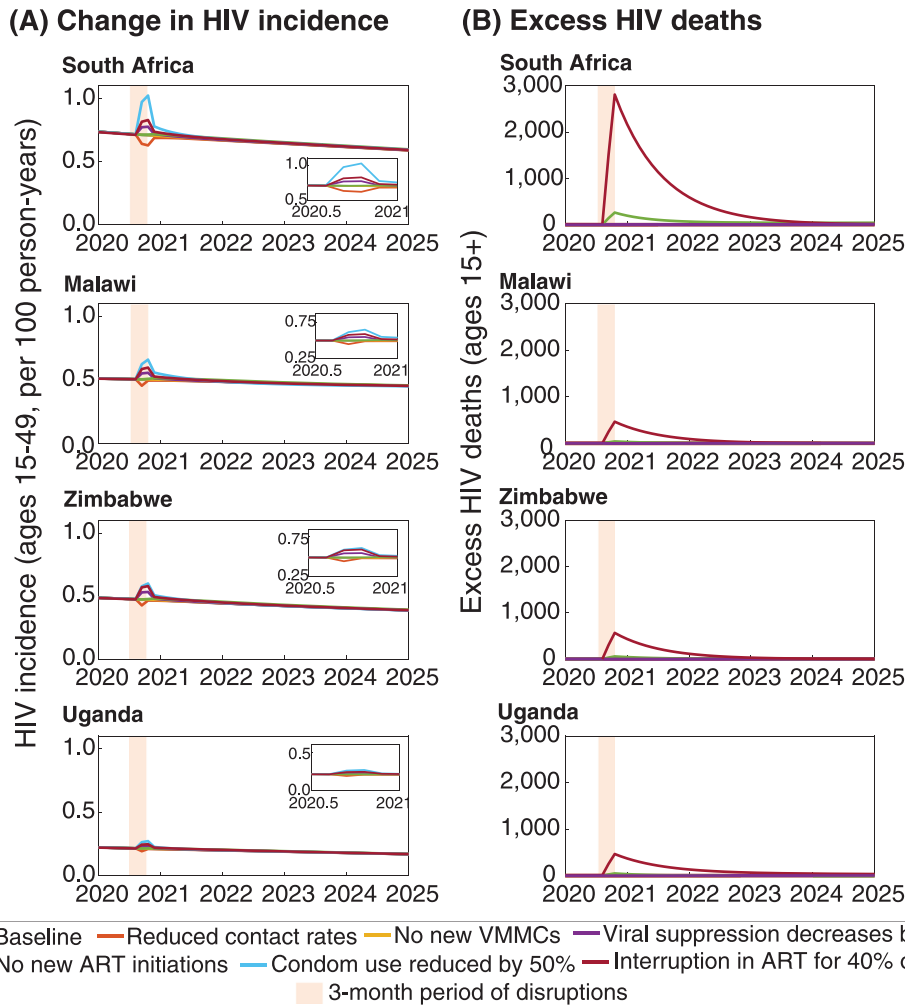 (A) Change in HIV incidence
(B) Excess HIV deaths
HIV incidence (ages 15-49, per 100 person-years)
South Africa
1.0
0.5
0.0
2020 2021 2022 2023 2024 2025
1.0
0.5
2020.5 2021
Malawi
1.0
0.5
0.0
2020 2021 2022 2023 2024 2025
0.75
0.25
2020.5 2021
Zimbabwe
1.0
0.5
0.0
2020 2021 2022 2023 2024 2025
0.75
0.25
2020.5 2021
Uganda
1.0
0.5
0.0
2020 2021 2022 2023 2024 2025
0.5
0.0
2020.5 2021
Excess HIV deaths (ages 15+)
South Africa
3,000
2,000
1,000
0
2020 2021 2022 2023 2024 2025
Malawi
3,000
2,000
1,000
0
2020 2021 2022 2023 2024 2025
Zimbabwe
3,000
2,000
1,000
0
2020 2021 2022 2023 2024 2025
Uganda
3,000
2,000
1,000
0
2020 2021 2022 2023 2024 2025
Baseline Reduced contact rates No new VMMCs Viral suppression decreases b
No new ART initiations Condom use reduced by 50% Interruption in ART for 40% o
3-month period of disruptions